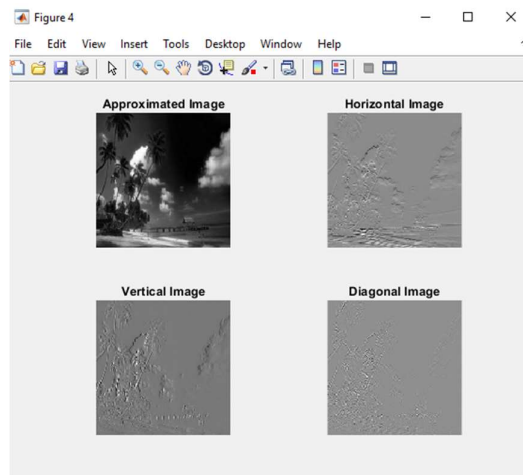 Figure 4
File Edit View Insert Tools Desktop Window Help
Approximated Image Horizontal Image
Vertical Image Diagonal Image